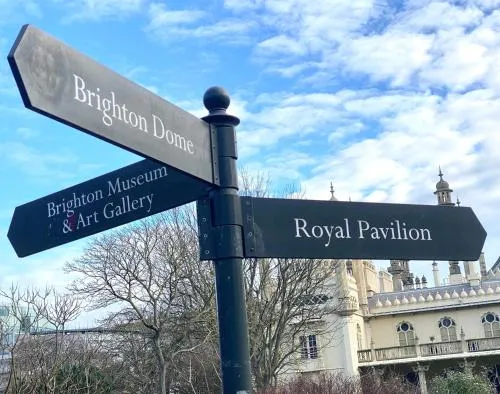 Brighton Dome
Brighton Museum
& Art Gallery
Royal Pavilion